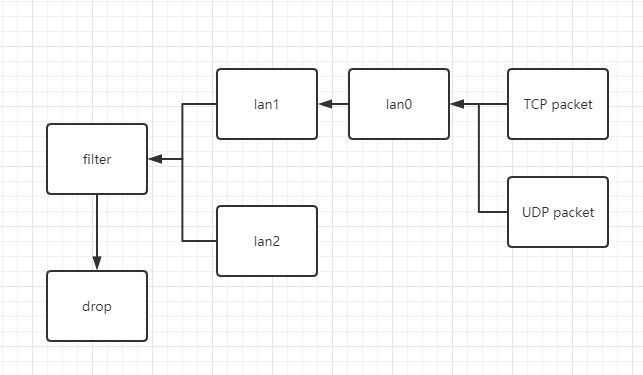 lan1
lan0
TCP packet
filter
UDP packet
lan2
drop